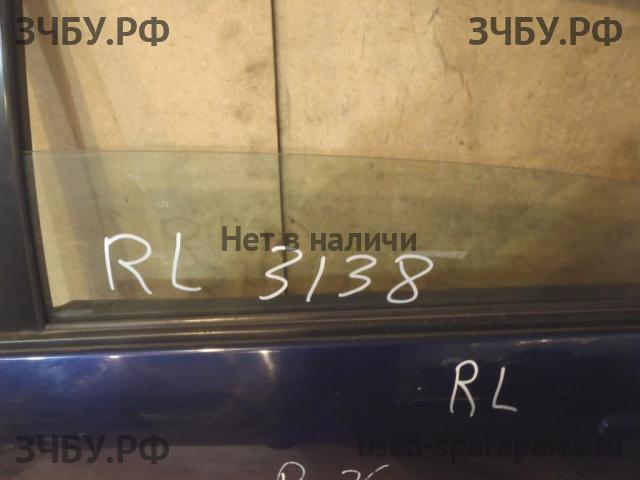 ЗЧБУ.РФ ЗЧБУ.РФ
Нет в наличи
RL 3138
RL
ЗЧБУ.РФ used-spareparts.ru